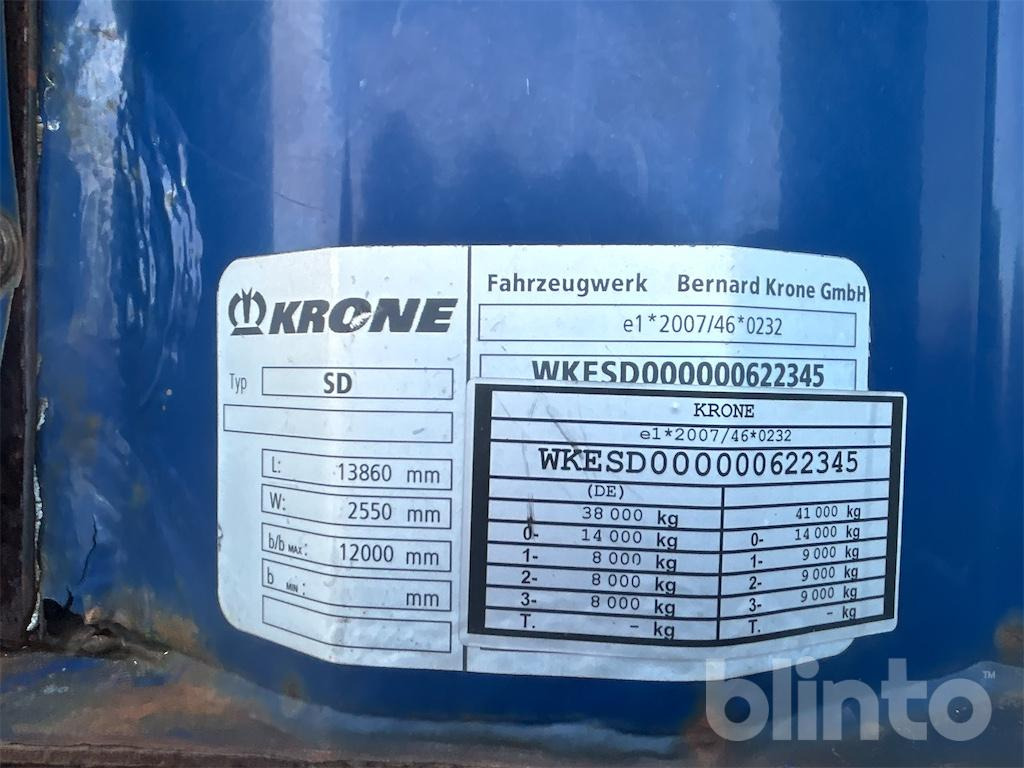 KRONE
Typ SD
L: 13860 mm
W: 2550 mm
b/b MAX: 12000 mm
b MIN: mm
Fahrzeugwerk Bernard Krone GmbH
e1*2007/46*0232
WKESD000000622345
KRONE
e1*2007/46*0232
WKESD000000622345
(DE)
38 000 kg 41 000 kg
0- 14 000 kg 0- 14 000 kg
1- 8 000 kg 1- 9 000 kg
2- 8 000 kg 2- 9 000 kg
3- 8 000 kg 3- 9 000 kg
T. - kg T. - kg
blinto™